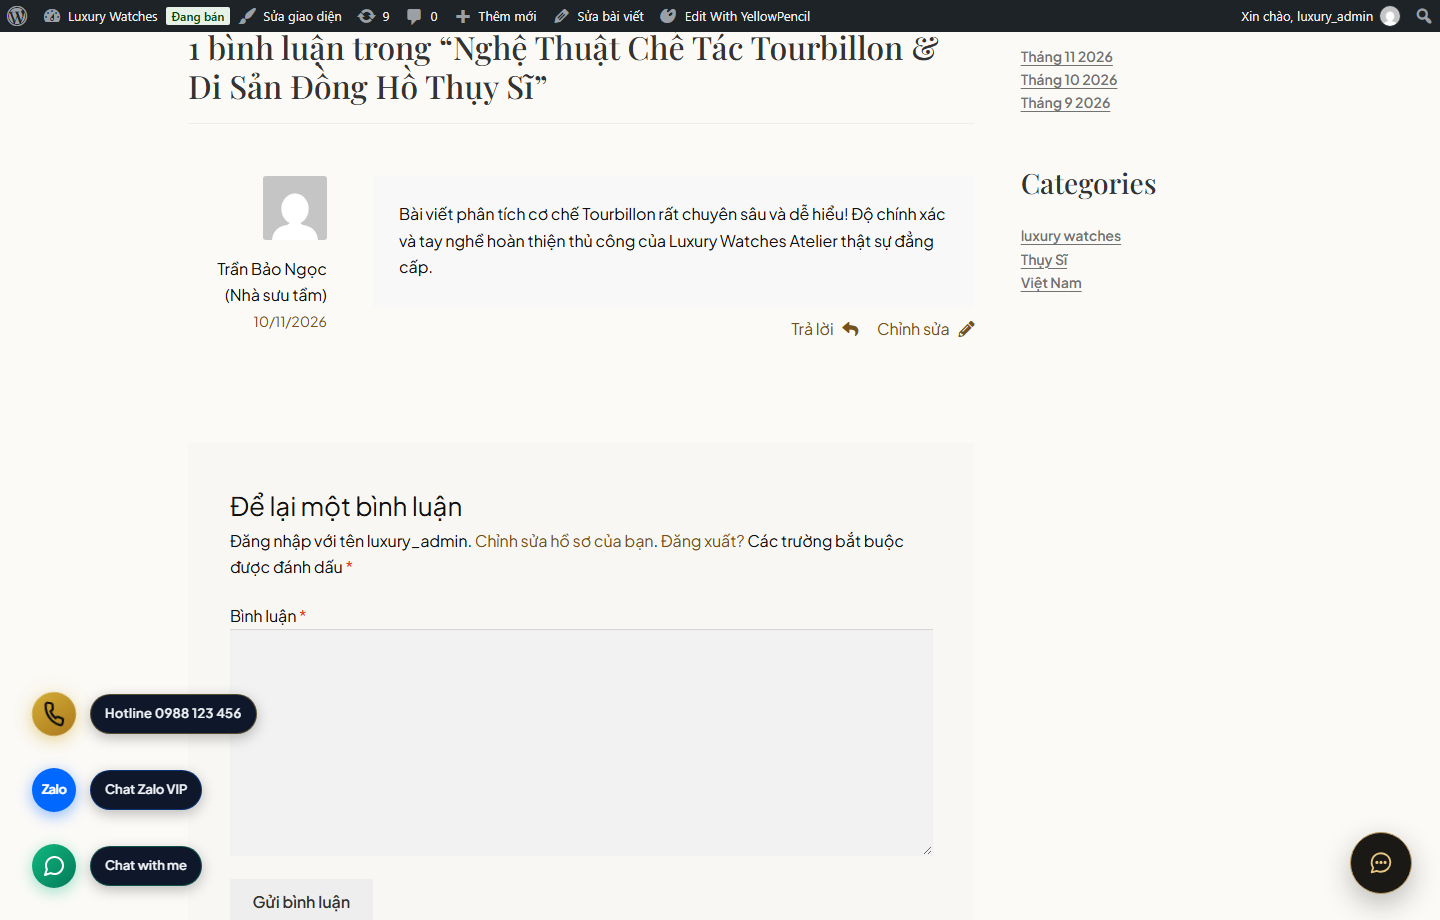 Luxury Watches Đang bán Sửa giao diện 9 0 Thêm mới Sửa bài viết Edit With YellowPencil Xin chào, luxury_admin
1 bình luận trong “Nghệ Thuật Chế Tác Tourbillon &
Di Sản Đồng Hồ Thụy Sĩ”
Bài viết phân tích cơ chế Tourbillon rất chuyên sâu và dễ hiểu! Độ chính xác
và tay nghề hoàn thiện thủ công của Luxury Watches Atelier thật sự đẳng
cấp.
Trần Bảo Ngọc
(Nhà sưu tầm)
10/11/2026
Trả lời Chỉnh sửa
Để lại một bình luận
Đăng nhập với tên luxury_admin. Chỉnh sửa hồ sơ của bạn. Đăng xuất? Các trường bắt buộc
được đánh dấu *
Bình luận *
Gửi bình luận
Tháng 11 2026
Tháng 10 2026
Tháng 9 2026
Categories
luxury watches
Thụy Sĩ
Việt Nam
Hotline 0988 123 456
Zalo Chat Zalo VIP
Chat with me